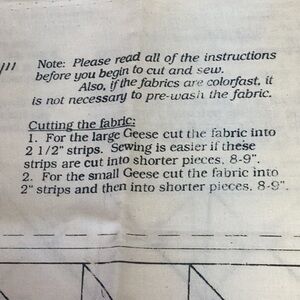 Note: Please read all of the instructions
before you begin to cut and sew.
Also, if the fabrics are colorfast, it
is not necessary to pre-wash the fabric.
Cutting the fabric:
1. For the large Geese cut the fabric into
2 1/2" strips. Sewing is easier if these
strips are cut into shorter pieces, 8-9".
2. For the small Geese cut the fabric into
2" strips and then into shorter pieces, 8-9".